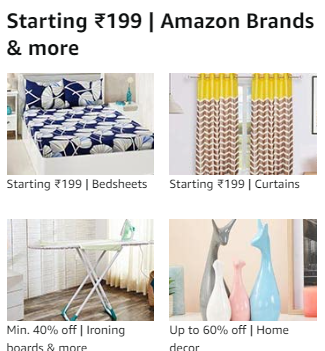 Starting ₹199 | Amazon Brands
& more
Starting ₹199 | Bedsheets
Starting ₹199 | Curtains
Min. 40% off | Ironing
boards & more
Up to 60% off | Home
decor